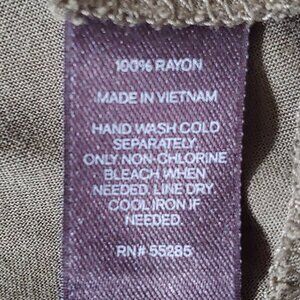 100% RAYON
MADE IN VIETNAM
HAND WASH COLD
SEPARATELY.
ONLY NON-CHLORINE
BLEACH WHEN
NEEDED. LINE DRY.
COOL IRON IF
NEEDED.
RN# 55285